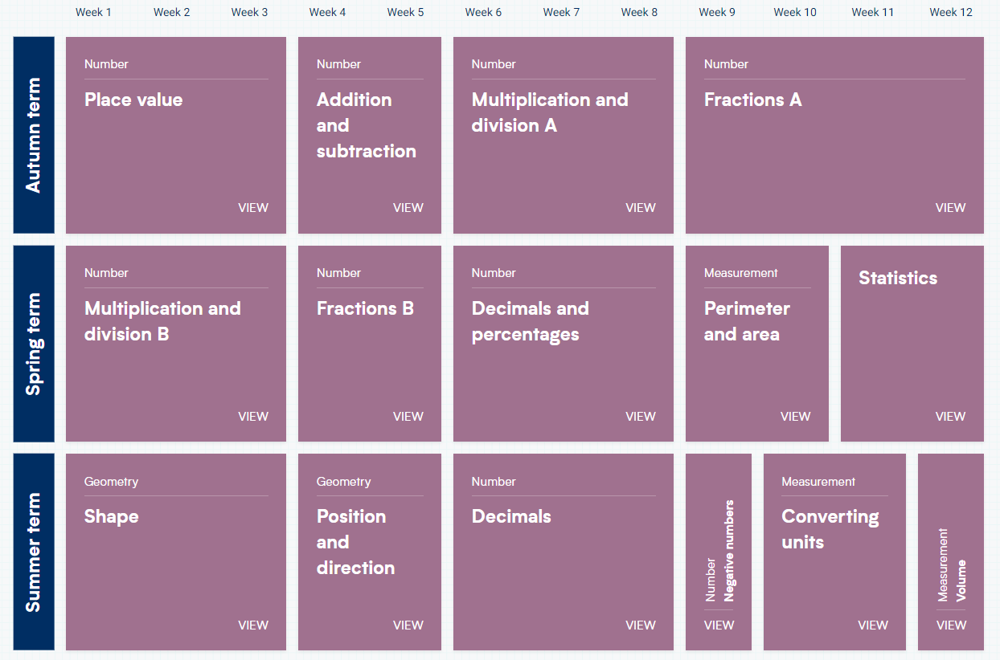 Week 1 Week 2 Week 3 Week 4 Week 5 Week 6 Week 7 Week 8 Week 9 Week 10 Week 11 Week 12
Autumn term
Number
Place value
VIEW
Number
Addition
and
subtraction
VIEW
Number
Multiplication and
division A
VIEW
Number
Fractions A
VIEW
Spring term
Number
Multiplication and
division B
VIEW
Number
Fractions B
VIEW
Number
Decimals and
percentages
VIEW
Measurement
Perimeter
and area
VIEW
Statistics
VIEW
Summer term
Geometry
Shape
VIEW
Geometry
Position
and
direction
VIEW
Number
Decimals
VIEW
Number
Negative numbers
VIEW
Measurement
Converting
units
VIEW
Measurement
Volume
VIEW